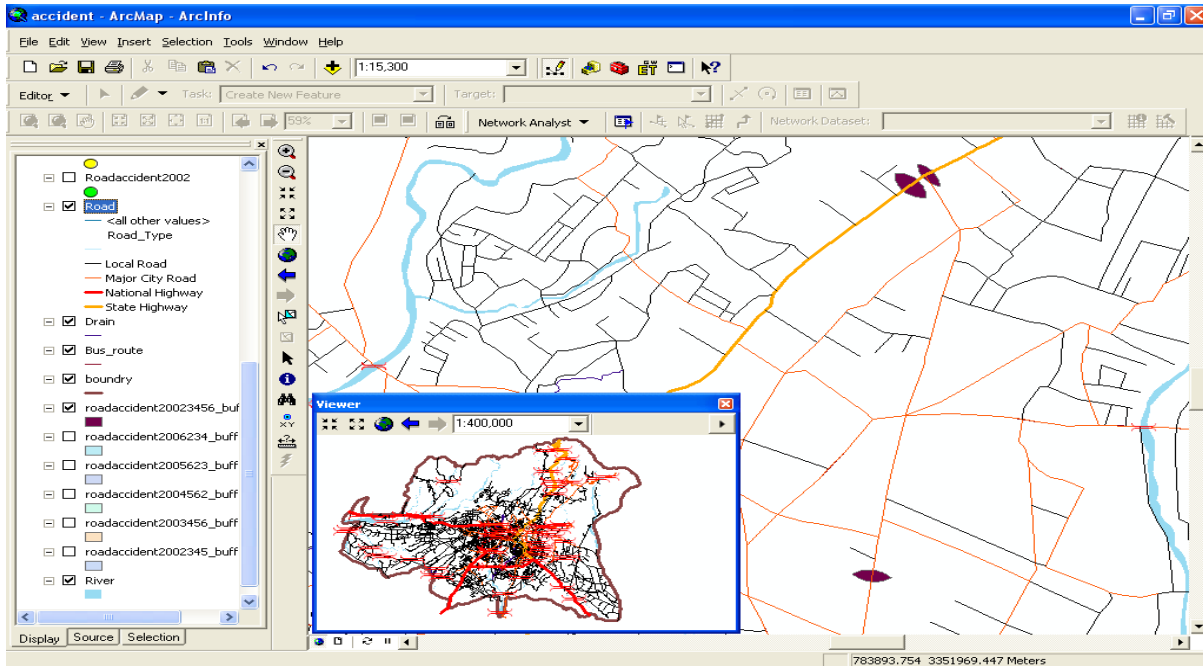 accident - ArcMap - ArcInfo
File Edit View Insert Selection Tools Window Help
1:15,300
Editor Task: Create New Feature Target:
59% Network Analyst Network Dataset:
Roadaccident2002
Road
<all other values>
Road_Type
Local Road
Major City Road
National Highway
State Highway
Drain
Bus_route
boundry
roadaccident20023456_buff
roadaccident2006234_buff
roadaccident2005623_buff
roadaccident2004562_buff
roadaccident2003456_buff
roadaccident2002345_buff
River
Display Source Selection
Viewer
1:400,000
783893.754 3351969.447 Meters